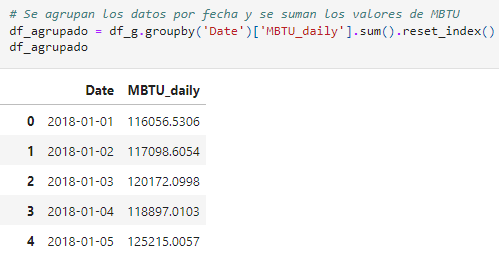 # Se agrupan los datos por fecha y se suman los valores de MBTU
df_agrupado = df_g.groupby('Date')['MBTU_daily'].sum().reset_index()
df_agrupado
Date MBTU_daily
0 2018-01-01 116056.5306
1 2018-01-02 117098.6054
2 2018-01-03 120172.0998
3 2018-01-04 118897.0103
4 2018-01-05 125215.0057